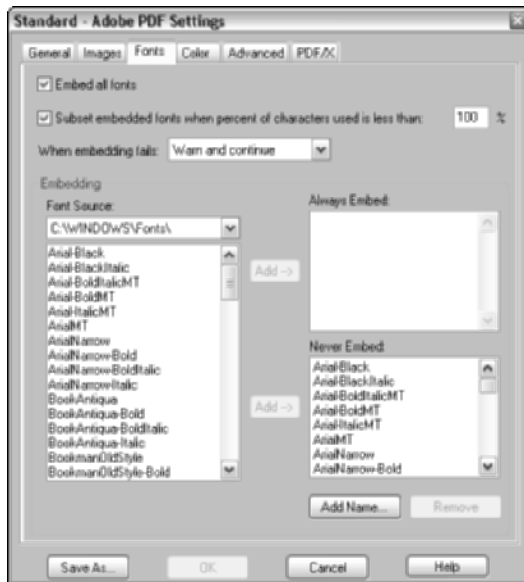 Standard - Adobe PDF Settings
General Images Fonts Color Advanced PDF/X
Embed all fonts
Subset embedded fonts when percent of characters used is less than: 100 %
When embedding fails: Warn and continue
Embedding
Font Source:
C:\WINDOWS\Fonts\
Arial-Black
Arial-BlackItalic
Arial-BoldItalicMT
Arial-BoldMT
Arial-ItalicMT
ArialMT
ArialNarrow
ArialNarrow-Bold
ArialNarrow-BoldItalic
ArialNarrow-Italic
BookAntiqua
BookAntiqua-Bold
BookAntiqua-BoldItalic
BookAntiqua-Italic
BookmanOldStyle
BookmanOldStyle-Bold
Add ->
Add ->
Always Embed:
Never Embed:
Arial-Black
Arial-BlackItalic
Arial-BoldItalicMT
Arial-BoldMT
Arial-ItalicMT
ArialMT
ArialNarrow
ArialNarrow-Bold
Add Name... Remove
Save As... OK Cancel Help